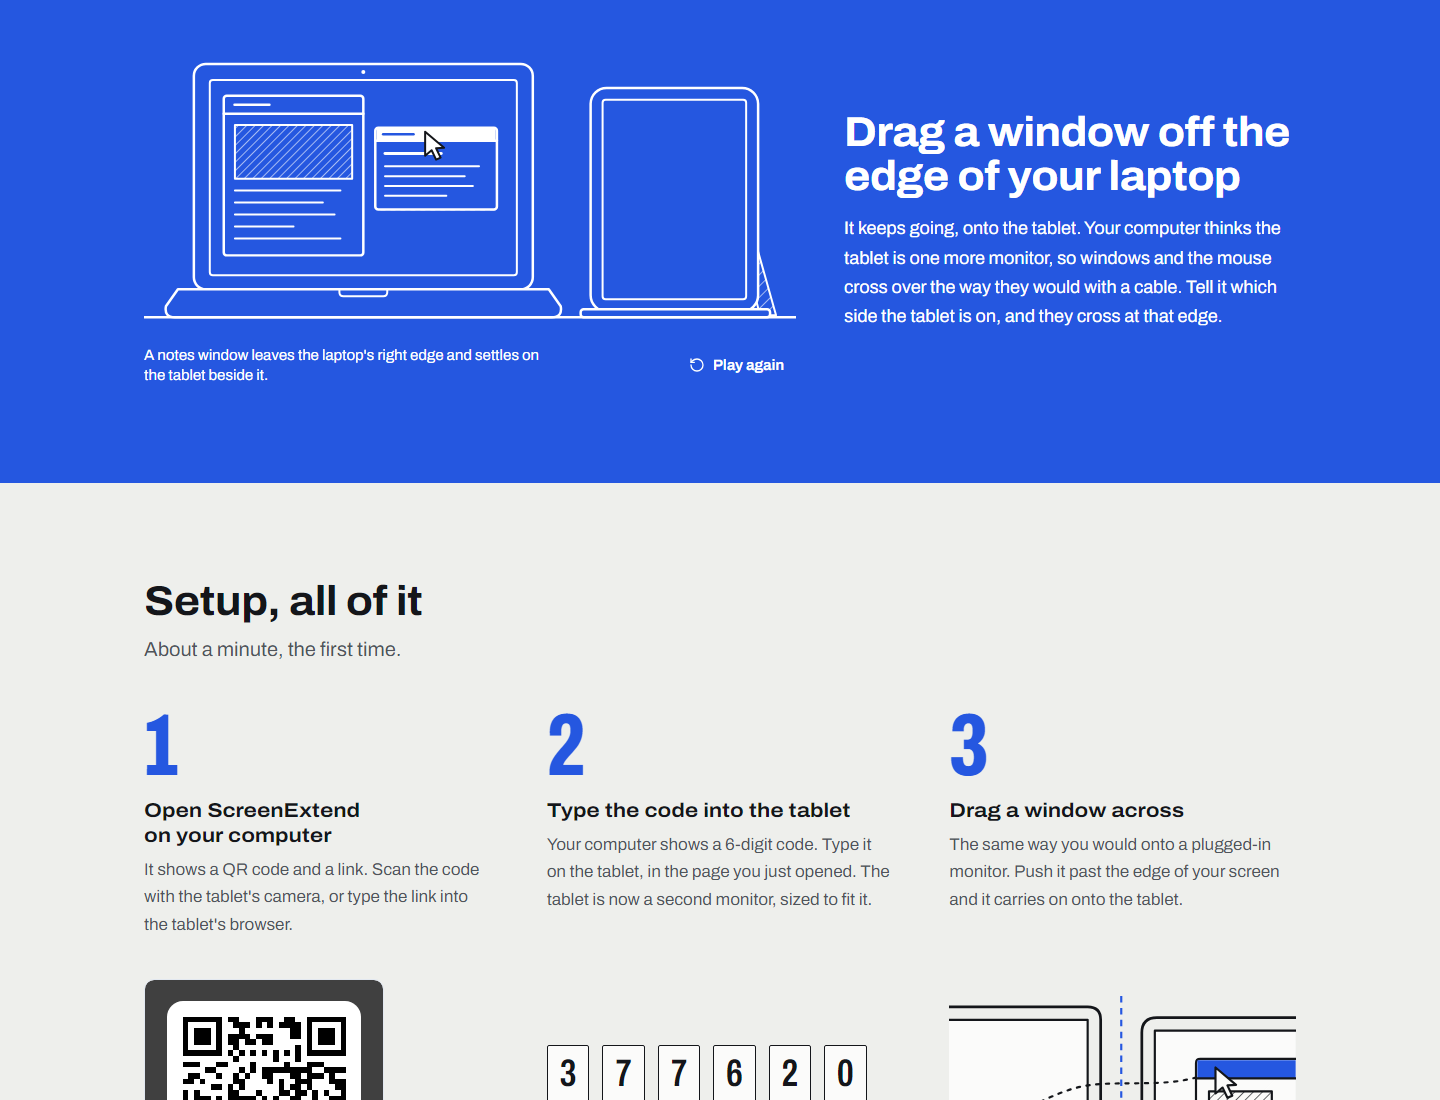 Drag a window off the
edge of your laptop
It keeps going, onto the tablet. Your computer thinks the
tablet is one more monitor, so windows and the mouse
cross over the way they would with a cable. Tell it which
side the tablet is on, and they cross at that edge.
A notes window leaves the laptop's right edge and settles on
the tablet beside it.
Play again
Setup, all of it
About a minute, the first time.
1
Open ScreenExtend
on your computer
It shows a QR code and a link. Scan the code
with the tablet's camera, or type the link into
the tablet's browser.
2
Type the code into the tablet
Your computer shows a 6-digit code. Type it
on the tablet, in the page you just opened. The
tablet is now a second monitor, sized to fit it.
3
Drag a window across
The same way you would onto a plugged-in
monitor. Push it past the edge of your screen
and it carries on onto the tablet.
3 7 7 6 2 0